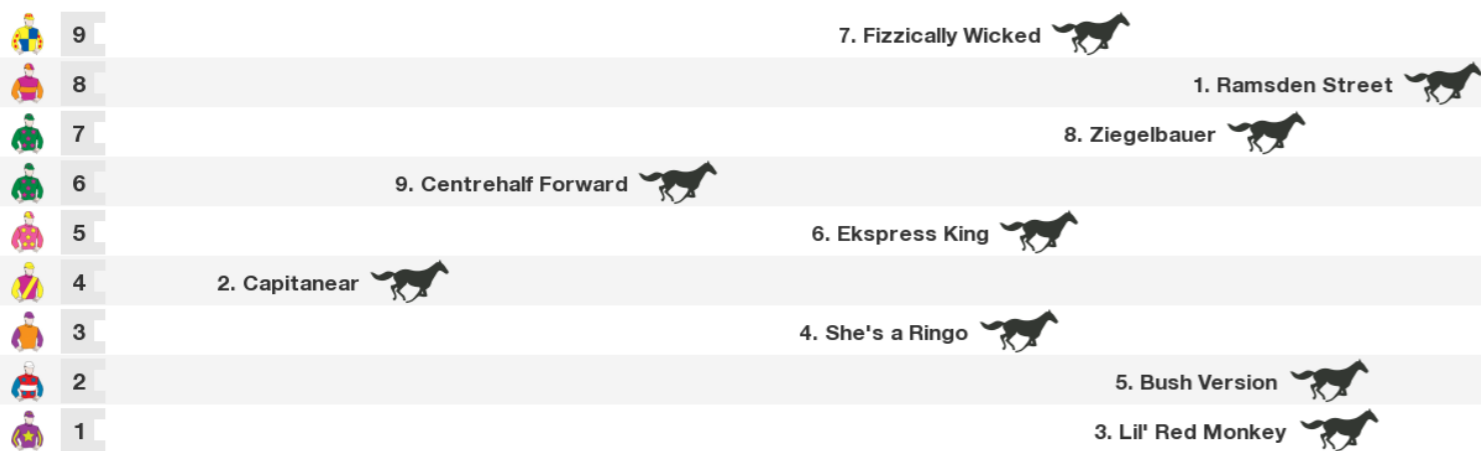 9 7. Fizzically Wicked
8 1. Ramsden Street
7 8. Ziegelbauer
6 9. Centrehalf Forward
5 6. Ekspress King
4 2. Capitanear
3 4. She's a Ringo
2 5. Bush Version
1 3. Lil' Red Monkey